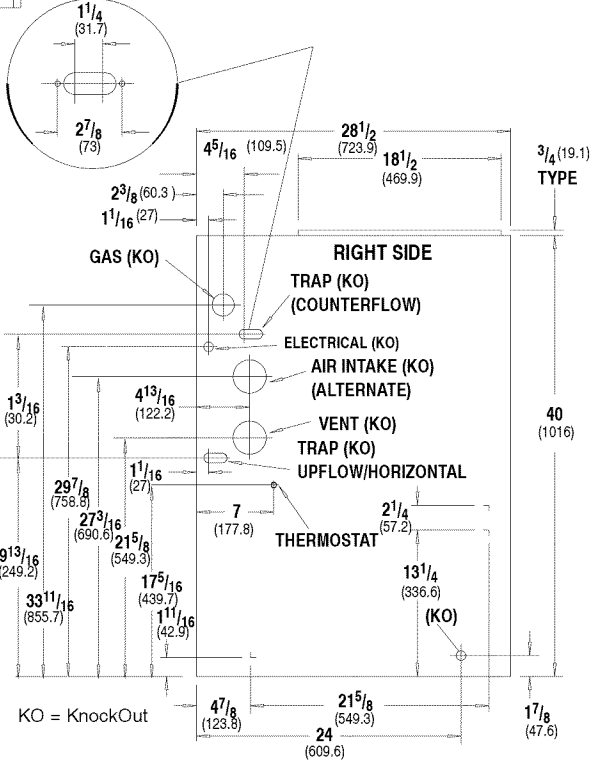 1 1/4
(31.7)
2 7/8
(73)
28 1/2
(723.9)
4 5/16 (109.5)
18 1/2
(469.9)
3/4 (19.1)
TYPE
2 3/8 (60.3 )
1 1/16 (27)
RIGHT SIDE
GAS (KO)
TRAP (KO)
(COUNTERFLOW)
ELECTRICAL (KO)
AIR INTAKE (KO)
(ALTERNATE)
4 13/16
(122.2)
1 3/16
(30.2)
40
(1016)
VENT (KO)
TRAP (KO)
UPFLOW/HORIZONTAL
1 1/16
(27)
29 7/8
(758.8)
7
(177.8)
2 1/4
(57.2)
27 3/16
(690.6)
21 5/8
(549.3)
THERMOSTAT
9 13/16
(249.2)
17 5/16
(439.7)
13 1/4
(336.6)
33 11/16
(855.7)
1 11/16
(42.9)
(KO)
KO = KnockOut
4 7/8
(123.8)
21 5/8
(549.3)
1 7/8
(47.6)
24
(609.6)